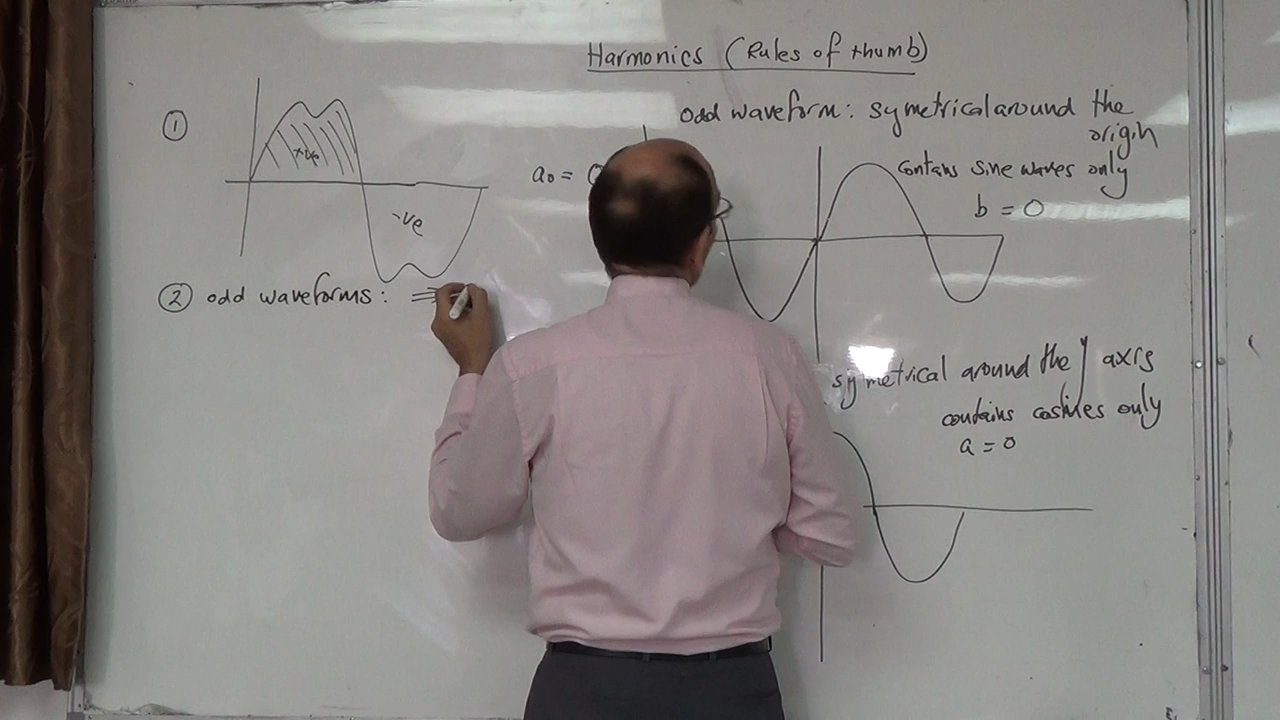 Harmonics (Rules of thumb)
①
+ve
-ve
a₀ =
② odd waveforms: ⇒
odd waveform: symetrical around the
origin
contans sine waves only
b = 0
symetrical around the y axis
contains cosines only
a = 0